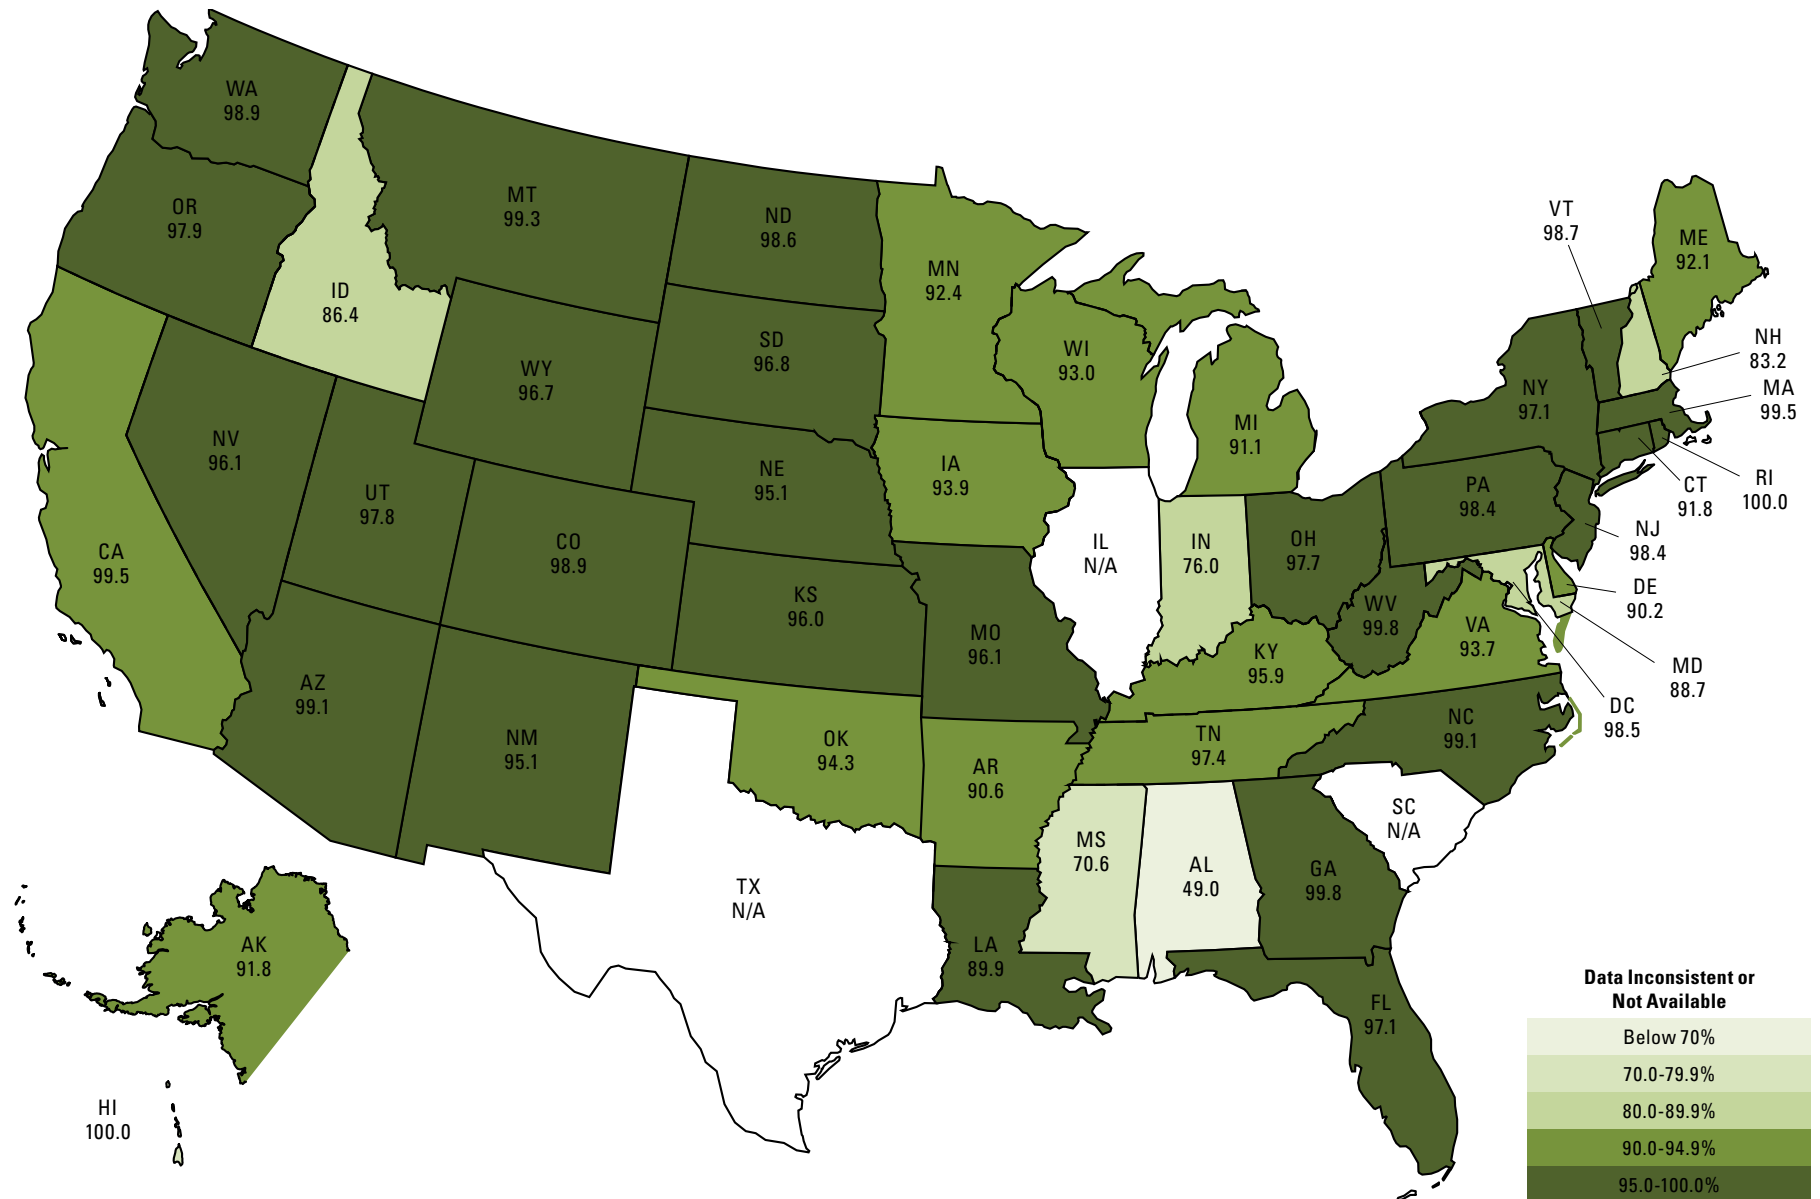 WA
98.9
OR
97.9
MT
99.3
ND
98.6
VT
98.7
ME
92.1
MN
92.4
ID
86.4
SD
96.8
WI
93.0
NH
83.2
WY
96.7
NY
97.1
MA
99.5
NV
96.1
MI
91.1
NE
95.1
IA
93.9
RI
100.0
CT
91.8
UT
97.8
PA
98.4
NJ
98.4
CA
99.5
CO
98.9
IL
N/A
IN
76.0
OH
97.7
DE
90.2
KS
96.0
WV
99.8
MO
96.1
VA
93.7
KY
95.9
MD
88.7
AZ
99.1
DC
98.5
NM
95.1
OK
94.3
NC
99.1
TN
97.4
AR
90.6
SC
N/A
MS
70.6
AL
49.0
GA
99.8
TX
N/A
AK
91.8
LA
89.9
FL
97.1
HI
100.0
Data Inconsistent or
Not Available
Below 70%
70.0-79.9%
80.0-89.9%
90.0-94.9%
95.0-100.0%